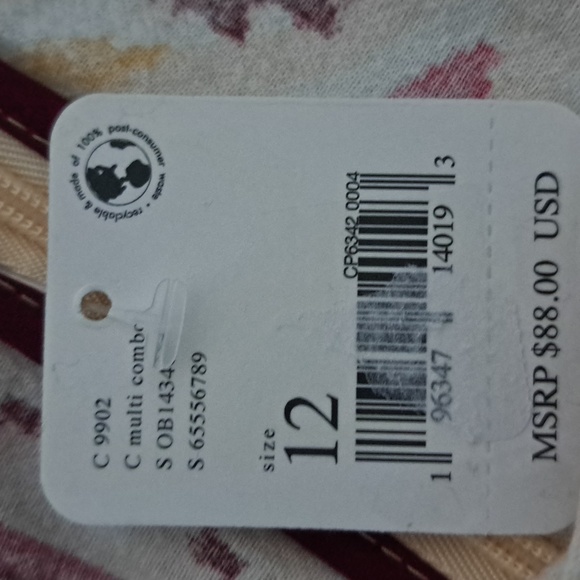 recyclable & made of 100% post-consumer waste •
C 9902
C multi combo
S OB1434
S 65556789
size
12
CP6342 0004
1 96347 14019 3
MSRP $88.00 USD